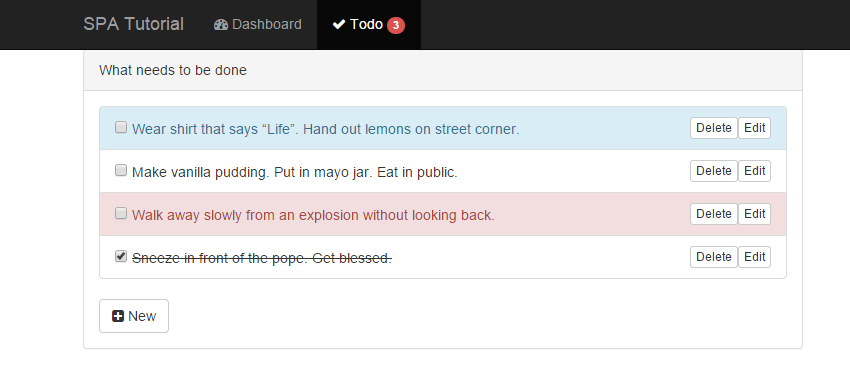 SPA Tutorial Dashboard Todo 3
What needs to be done
Wear shirt that says “Life”. Hand out lemons on street corner. Delete Edit
Make vanilla pudding. Put in mayo jar. Eat in public. Delete Edit
Walk away slowly from an explosion without looking back. Delete Edit
Sneeze in front of the pope. Get blessed. Delete Edit
New